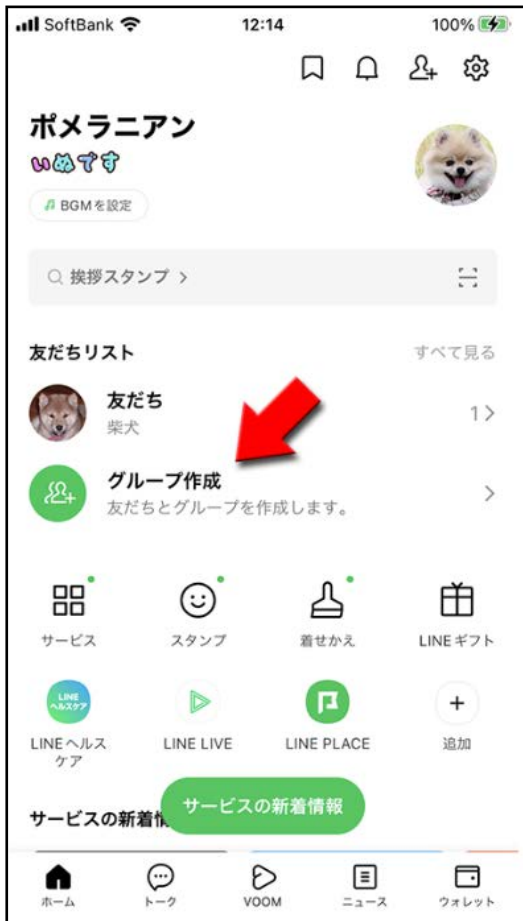 SoftBank 12:14 100%
ポメラニアン
いぬです
BGMを設定
挨拶スタンプ >
友だちリスト すべて見る
友だち
柴犬
1 >
グループ作成
友だちとグループを作成します。
サービス スタンプ 着せかえ LINEギフト
LINE
ヘルスケア
LINEヘルス
ケア
LINE LIVE LINE PLACE 追加
サービスの新着情報
サービスの新着
ホーム トーク VOOM ニュース ウォレット